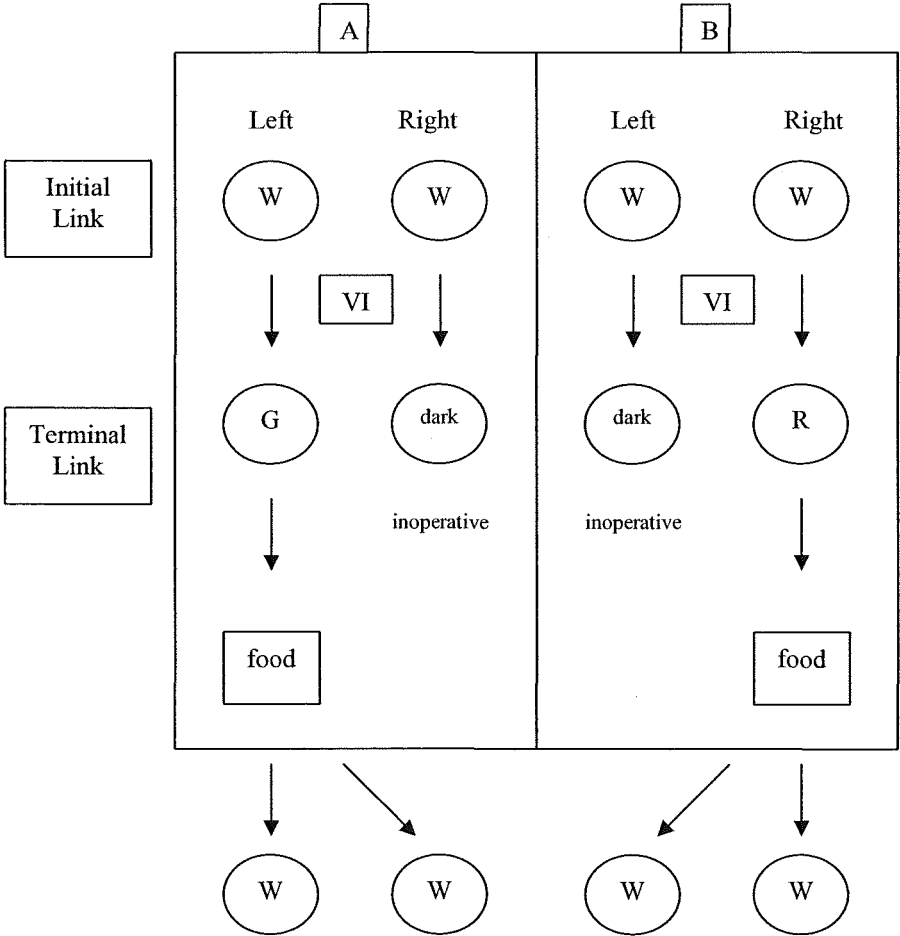 A B
Left Right Left Right
Initial
Link
W W W W
VI VI
Terminal
Link
G dark dark R
inoperative inoperative
food food
W W W W